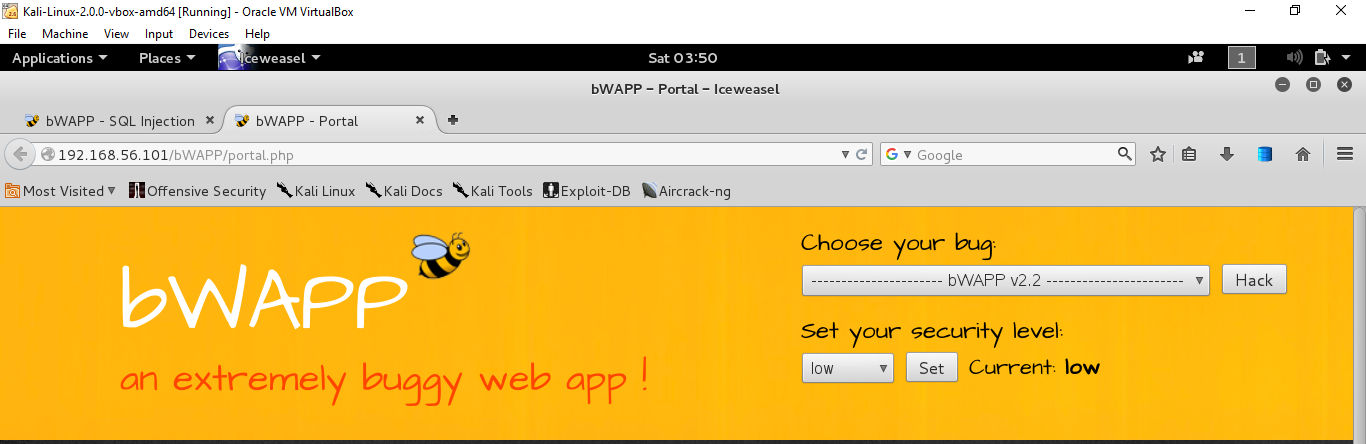 Kali-Linux-2.0.0-vbox-amd64 [Running] - Oracle VM VirtualBox
File Machine View Input Devices Help
Applications Places Iceweasel Sat 03:50 1
bWAPP – Portal – Iceweasel
bWAPP - SQL Injection bWAPP - Portal
192.168.56.101/bWAPP/portal.php Google
Most Visited Offensive Security Kali Linux Kali Docs Kali Tools Exploit-DB Aircrack-ng
Choose your bug:
---------------------- bWAPP v2.2 ----------------------- Hack
bWAPP
Set your security level:
low Set Current: low
an extremely buggy web app !